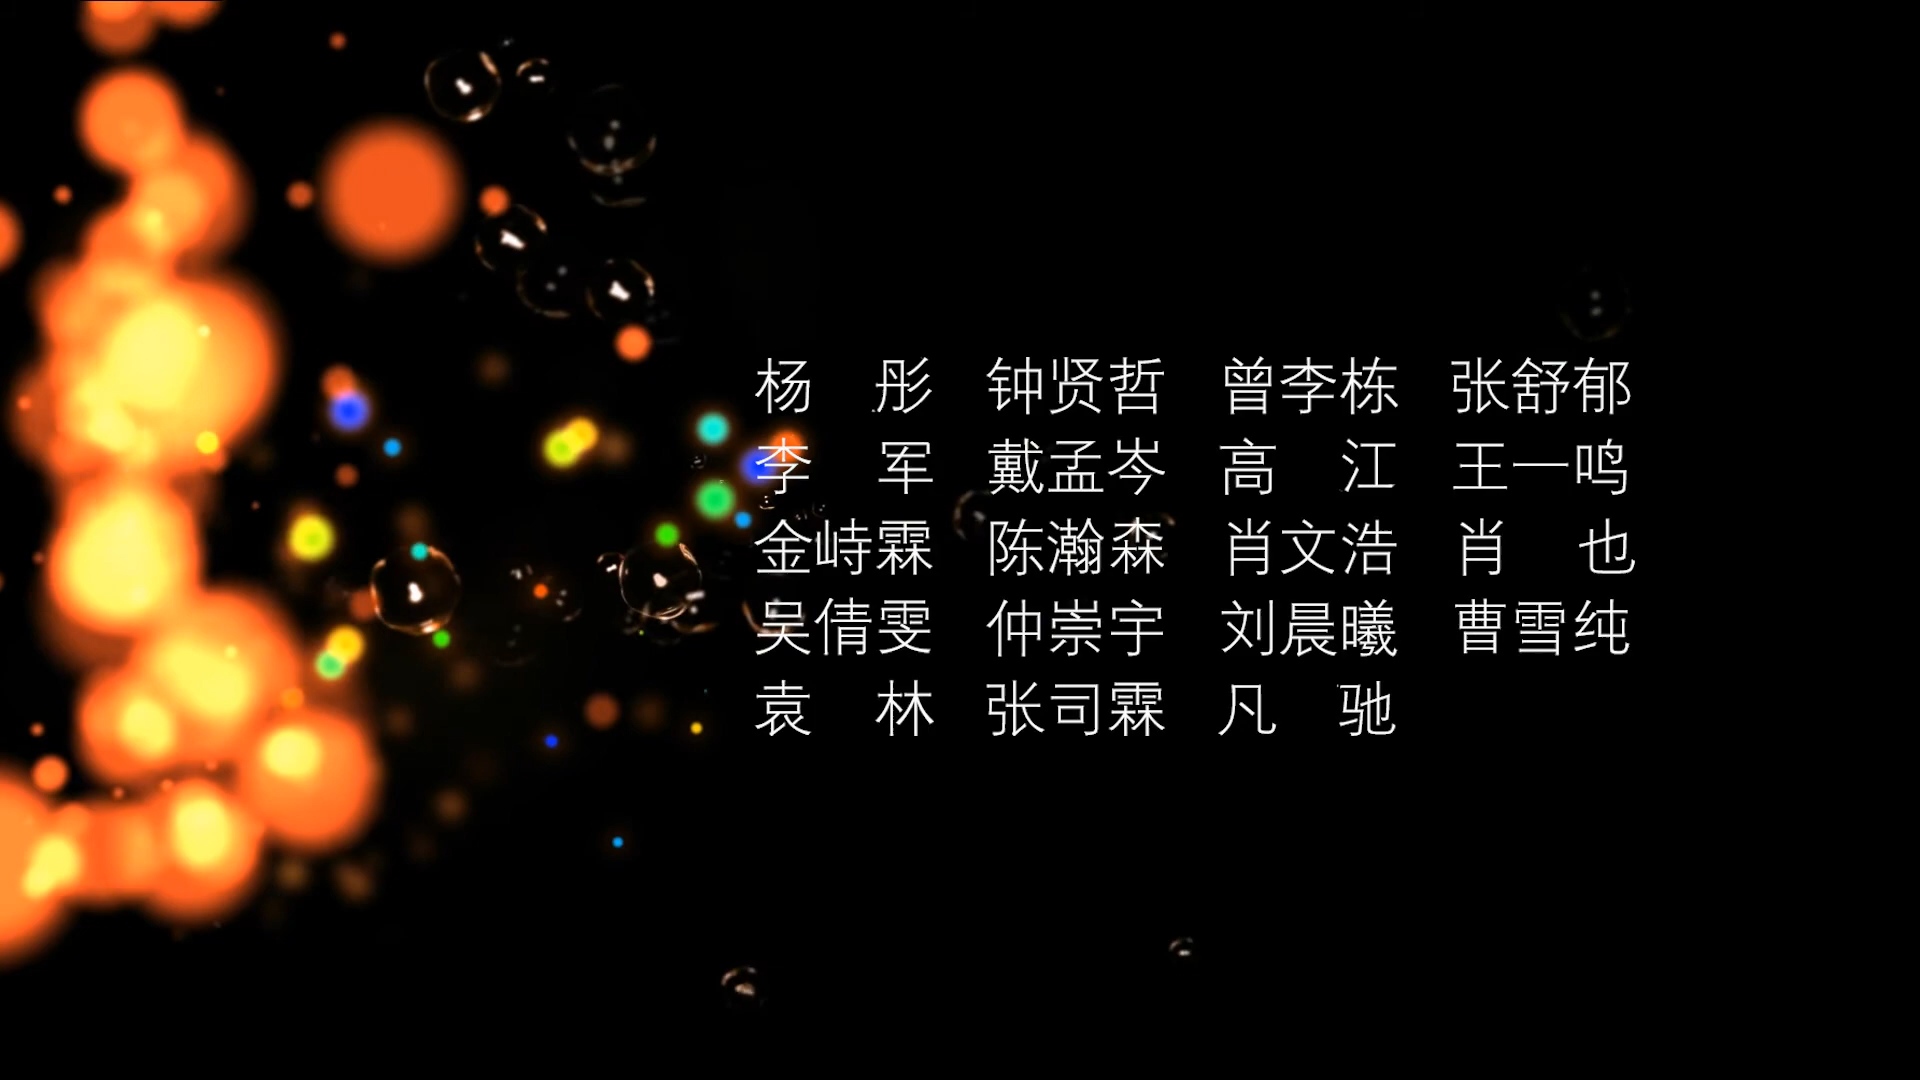 杨　彤 钟贤哲 曾李栋 张舒郁
李　军 戴孟岑 高　江 王一鸣
金峙霖 陈瀚森 肖文浩 肖　也
吴倩雯 仲崇宇 刘晨曦 曹雪纯
袁　林 张司霖 凡　驰